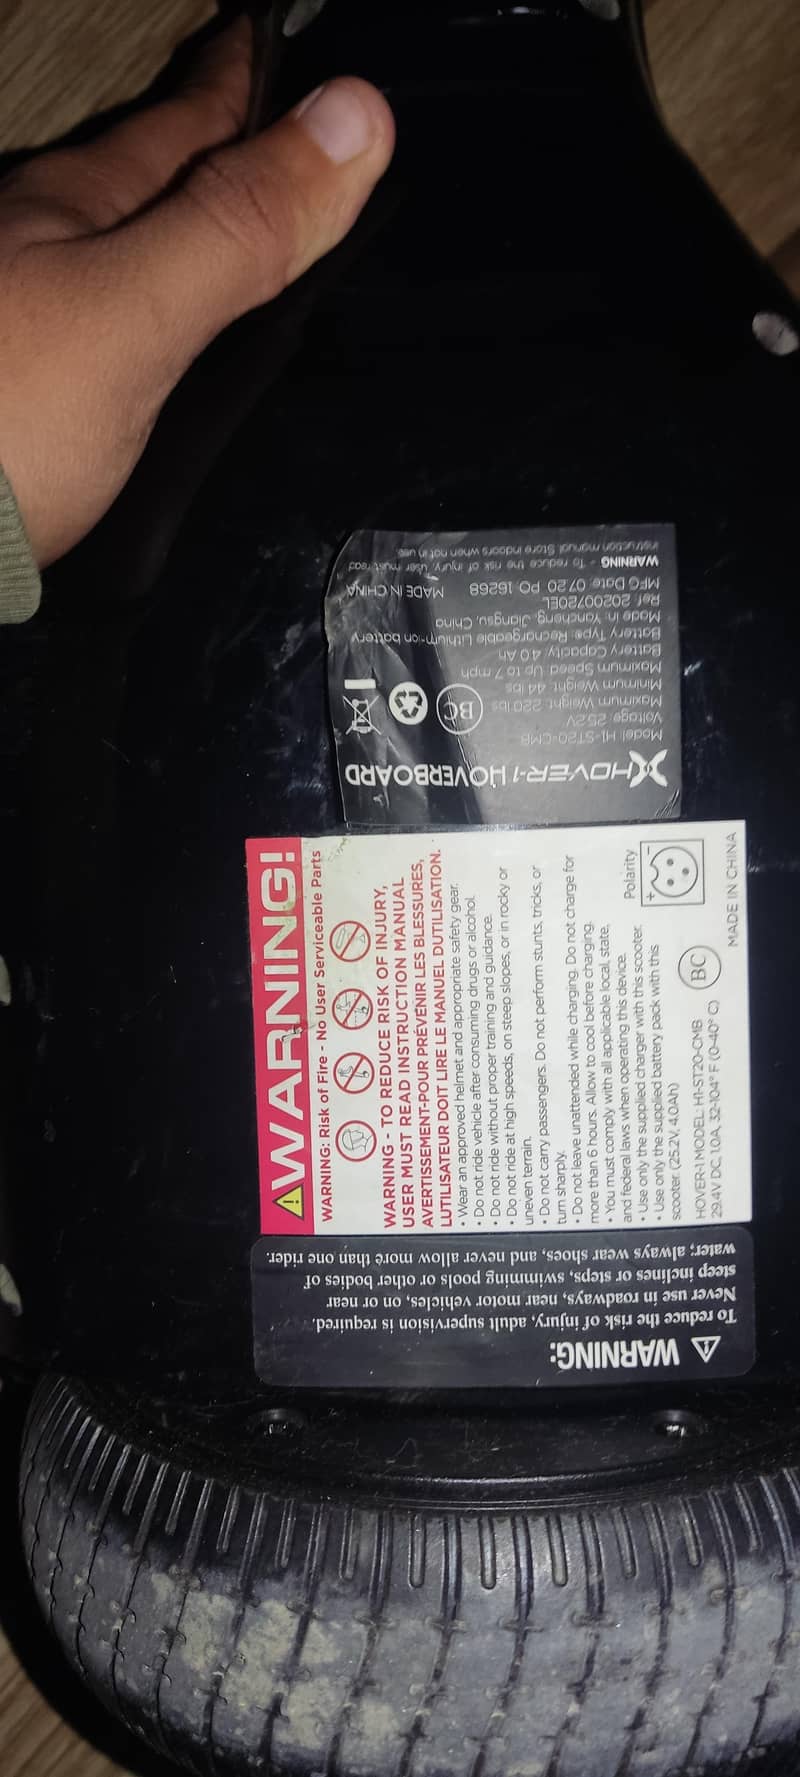 HOVER-1 HOVERBOARD
Model: H1-ST20-CMB
Voltage: 25.2V
Maximum Weight: 220 lbs
Minimum Weight: 44 lbs
Maximum Speed: Up to 7 mph
Battery Capacity: 4.0 Ah
Battery Type: Rechargeable Lithium-ion battery
Made in: Yancheng, Jiangsu, China
Ref. 20200720EL
MFG Date: 07.20 PO: 16268 MADE IN CHINA
WARNING - To reduce the risk of injury, user must read
instruction manual. Store indoors when not in use.
BC
WARNING!
WARNING: Risk of Fire - No User Serviceable Parts
WARNING - TO REDUCE RISK OF INJURY,
USER MUST READ INSTRUCTION MANUAL
AVERTISSEMENT-POUR PRÉVENIR LES BLESSURES,
LUTILISATEUR DOIT LIRE LE MANUEL DUTILISATION.
• Wear an approved helmet and appropriate safety gear.
• Do not ride vehicle after consuming drugs or alcohol.
• Do not ride without proper training and guidance.
• Do not ride at high speeds, on steep slopes, or in rocky or
uneven terrain.
• Do not carry passengers. Do not perform stunts, tricks, or
turn sharply.
• Do not leave unattended while charging. Do not charge for
more than 6 hours. Allow to cool before charging.
• You must comply with all applicable local, state,
and federal laws when operating this device.
• Use only the supplied charger with this scooter.
• Use only the supplied battery pack with this
scooter. (25.2V, 4.0Ah)
Polarity
+ -
HOVER-1 MODEL: H1-ST20-CMB
29.4V DC, 1.0A, 32-104° F (0-40° C)
BC
MADE IN CHINA
WARNING:
To reduce the risk of injury, adult supervision is required.
Never use in roadways, near motor vehicles, on or near
steep inclines or steps, swimming pools or other bodies of
water; always wear shoes, and never allow more than one rider.